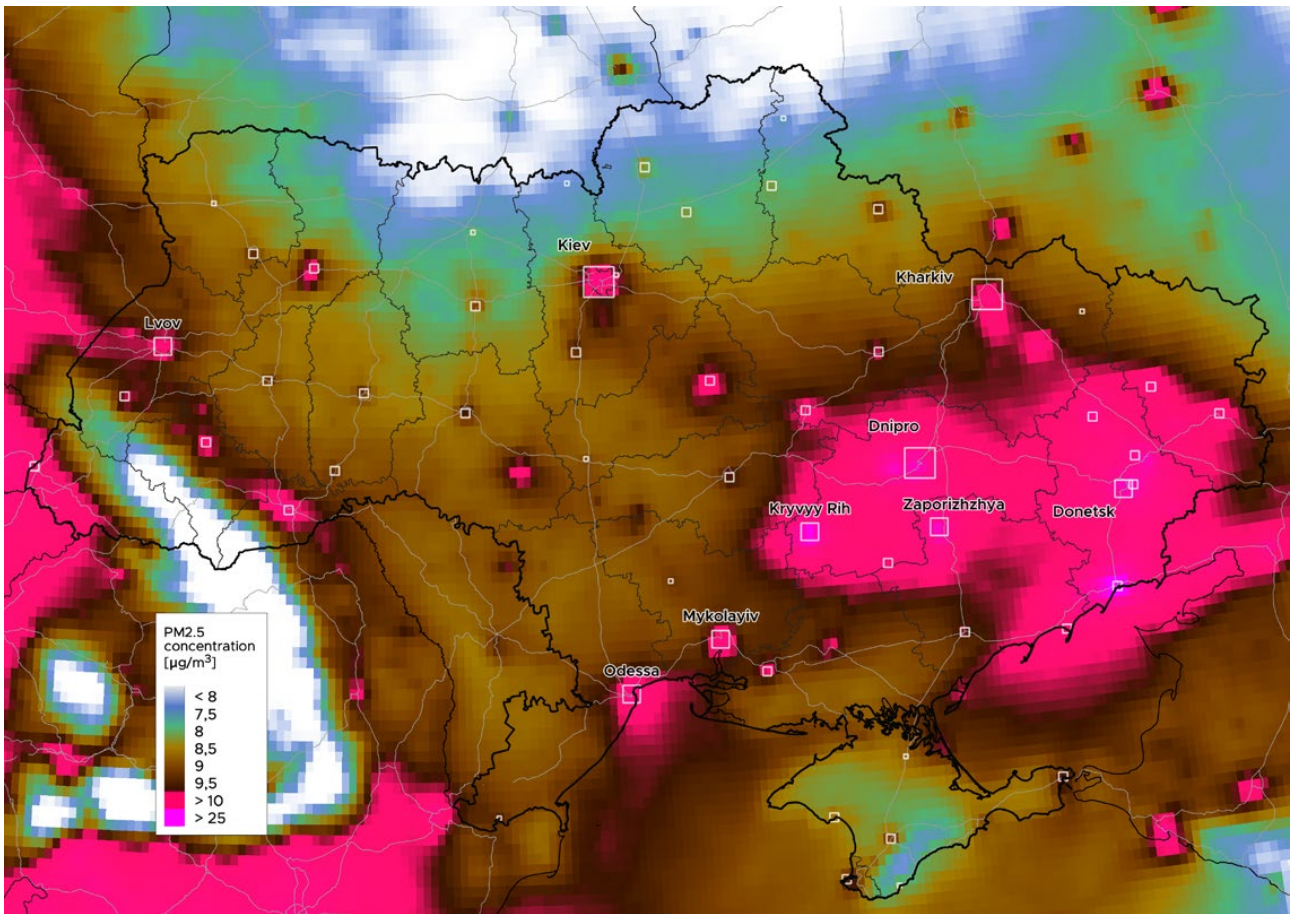 Kiev
Kharkiv
Lvov
Dnipro
Kryvyy Rih
Zaporizhzhya
Donetsk
Mykolayiv
Odessa
PM2.5
concentration
[µg/m³]
< 8
7,5
8
8,5
9
9,5
> 10
> 25